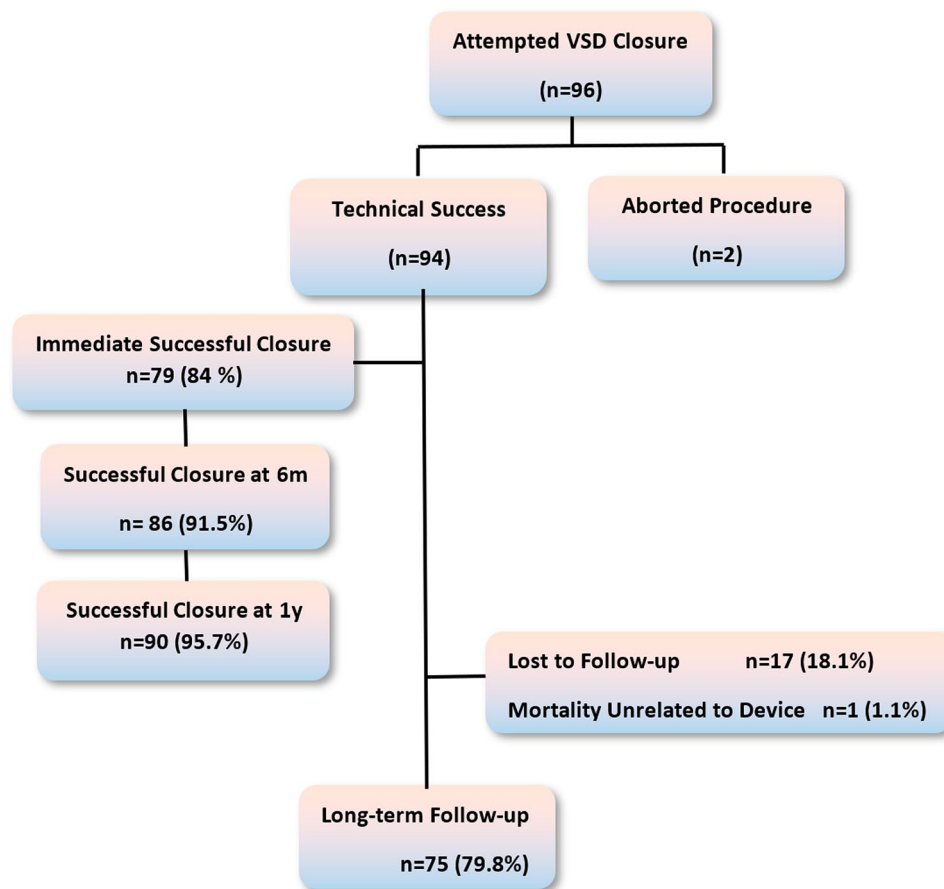 Attempted VSD Closure
(n=96)
Technical Success
(n=94)
Aborted Procedure
(n=2)
Immediate Successful Closure
n=79 (84 %)
Successful Closure at 6m
n= 86 (91.5%)
Successful Closure at 1y
n=90 (95.7%)
Lost to Follow-up n=17 (18.1%)
Mortality Unrelated to Device n=1 (1.1%)
Long-term Follow-up
n=75 (79.8%)